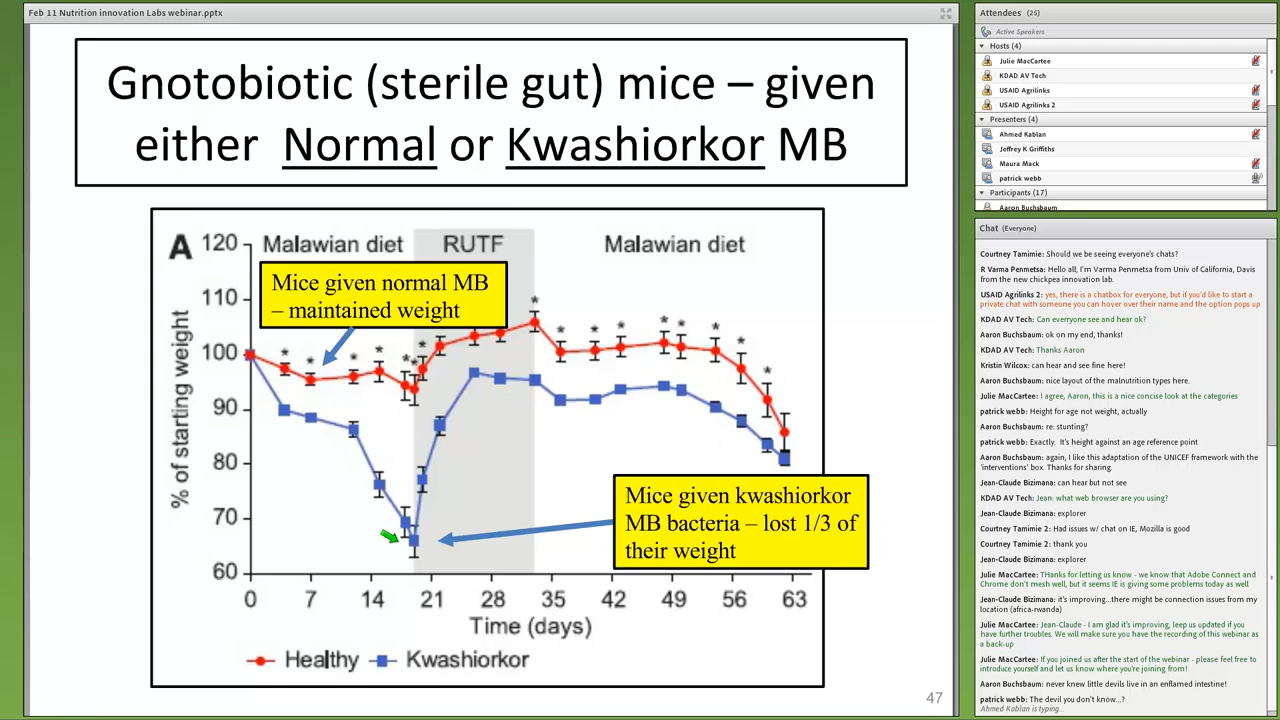 Feb 11 Nutrition innovation Labs webinar.pptx
Gnotobiotic (sterile gut) mice – given
either Normal or Kwashiorkor MB
A
Malawian diet
RUTF
Malawian diet
Mice given normal MB
– maintained weight
Mice given kwashiorkor
MB bacteria – lost 1/3 of
their weight
% of starting weight
120
110
100
90
80
70
60
0 7 14 21 28 35 42 49 56 63
* * * * * * * * * * * * * * * *
Time (days)
Healthy Kwashiorkor
47
Attendees (25)
Active Speakers
Hosts (4)
Julie MacCartee
KDAD AV Tech
USAID Agrilinks
USAID Agrilinks 2
Presenters (4)
Ahmed Kablan
Jeffrey K Griffiths
Maura Mack
patrick webb
Participants (17)
Aaron Buchsbaum
Chat (Everyone)
Courtney Tamimie: Should we be seeing everyone's chats?
R Varma Penmetsa: Hello all, I'm Varma Penmetsa from Univ of California, Davis
from the new chickpea innovation lab.
USAID Agrilinks 2: yes, there is a chatbox for everyone, but if you'd like to start a
private chat with someone you can hover over their name and the option pops up
KDAD AV Tech: Can everyone see and hear ok?
Aaron Buchsbaum: ok on my end, thanks!
KDAD AV Tech: Thanks Aaron
Kristin Wilcox: can hear and see fine here!
Aaron Buchsbaum: nice layout of the malnutrition types here.
Julie MacCartee: I agree, Aaron, this is a nice concise look at the categories
patrick webb: Height for age not weight, actually
Aaron Buchsbaum: re: stunting?
patrick webb: Exactly. It's height against an age reference point
Aaron Buchsbaum: again, I like this adaptation of the UNICEF framework with the
'interventions' box. Thanks for sharing.
Jean-Claude Bizimana: can hear but not see
KDAD AV Tech: Jean: what web browser are you using?
Jean-Claude Bizimana: explorer
Courtney Tamimie 2: Had issues w/ chat on IE, Mozilla is good
Courtney Tamimie 2: thank you
Jean-Claude Bizimana: explorer
Julie MacCartee: THanks for letting us know - we know that Adobe Connect and
Chrome don't mesh well, but it seems IE is giving some problems today as well
Jean-Claude Bizimana: it's improving...there might be connection issues from my
location (africa-rwanda)
Julie MacCartee: Jean-Claude - I am glad it's improving, leep us updated if you
have further troubles. We will make sure you have the recording of this webinar as
a back-up
Julie MacCartee: If you joined us after the start of the webinar - please feel free to
introduce yourself and let us know where you're joining from!
Aaron Buchsbaum: never knew little devils live in an enflamed intestine!
patrick webb: The devil you don't know...?
Ahmed Kablan is typing...